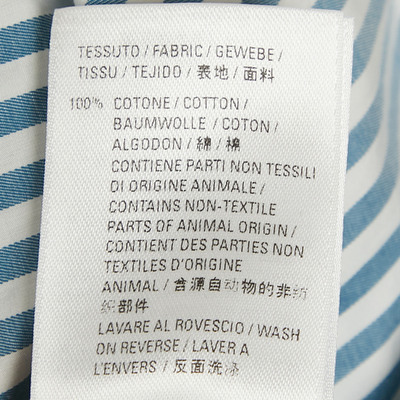 TESSUTO / FABRIC / GEWEBE /
TISSU / TEJIDO / 表地 / 面料
100% COTONE / COTTON /
BAUMWOLLE / COTON /
ALGODON / 綿 / 棉
CONTIENE PARTI NON TESSILI
DI ORIGINE ANIMALE /
CONTAINS NON-TEXTILE
PARTS OF ANIMAL ORIGIN /
CONTIENT DES PARTIES NON
TEXTILES D'ORIGINE
ANIMAL / 含源自动物的非纺
织部件
LAVARE AL ROVESCIO / WASH
ON REVERSE / LAVER A
L'ENVERS / 反面洗涤